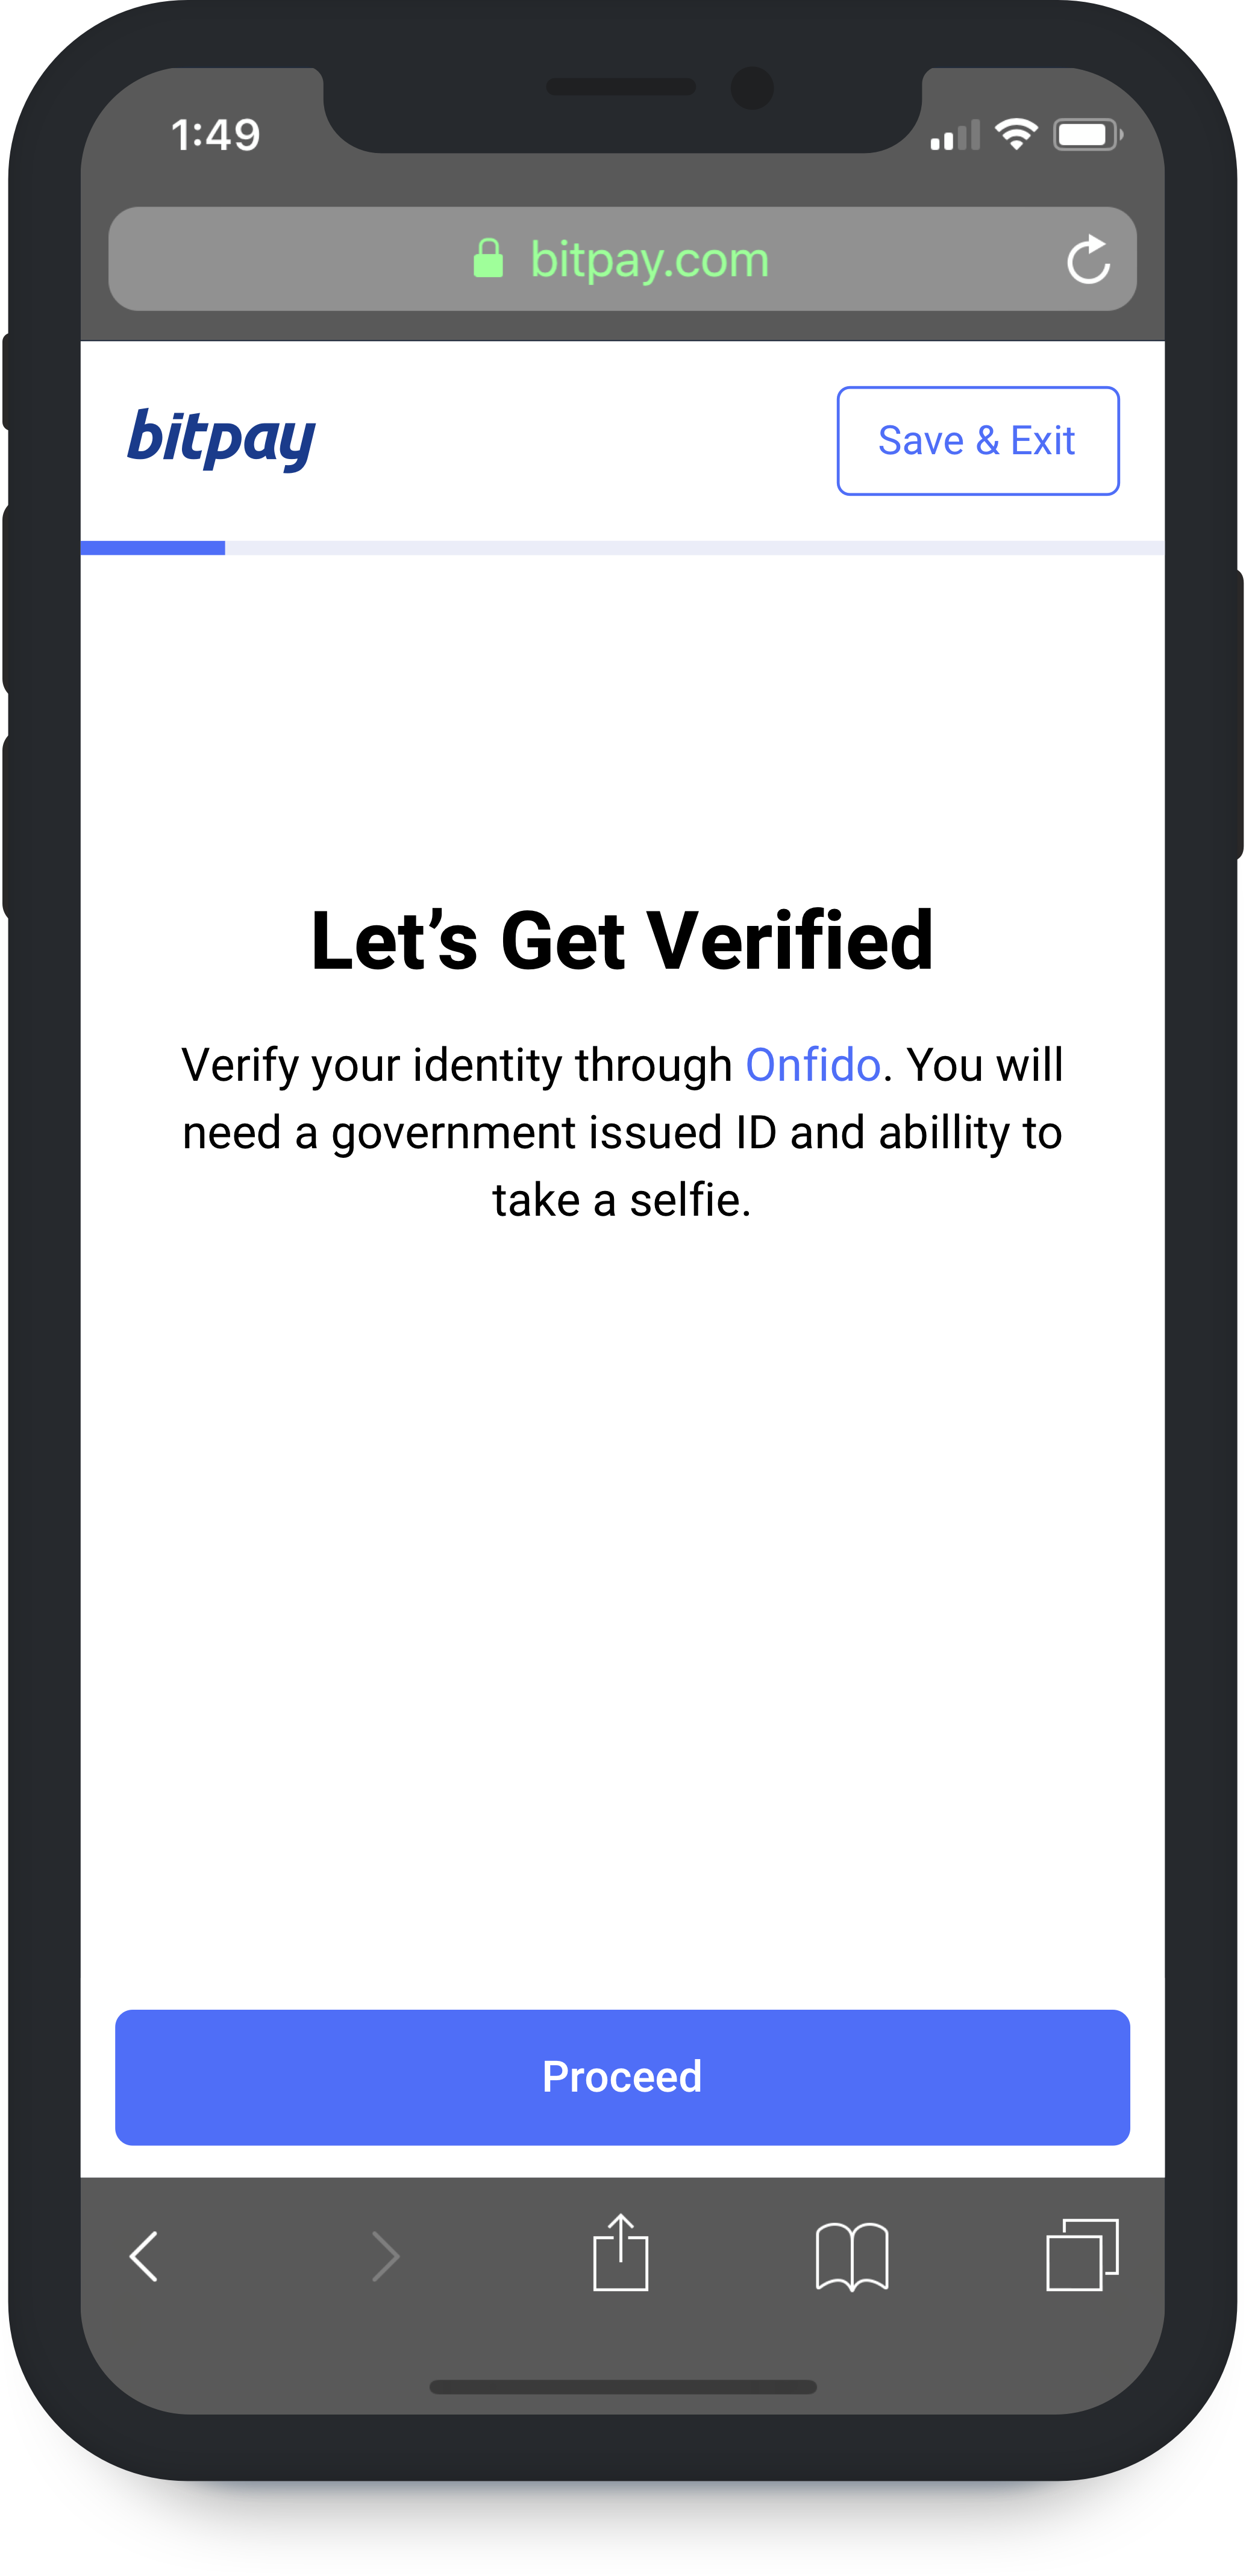 1:49
bitpay.com
bitpay
Save & Exit
Let’s Get Verified
Verify your identity through Onfido. You will
need a government issued ID and abillity to
take a selfie.
Proceed